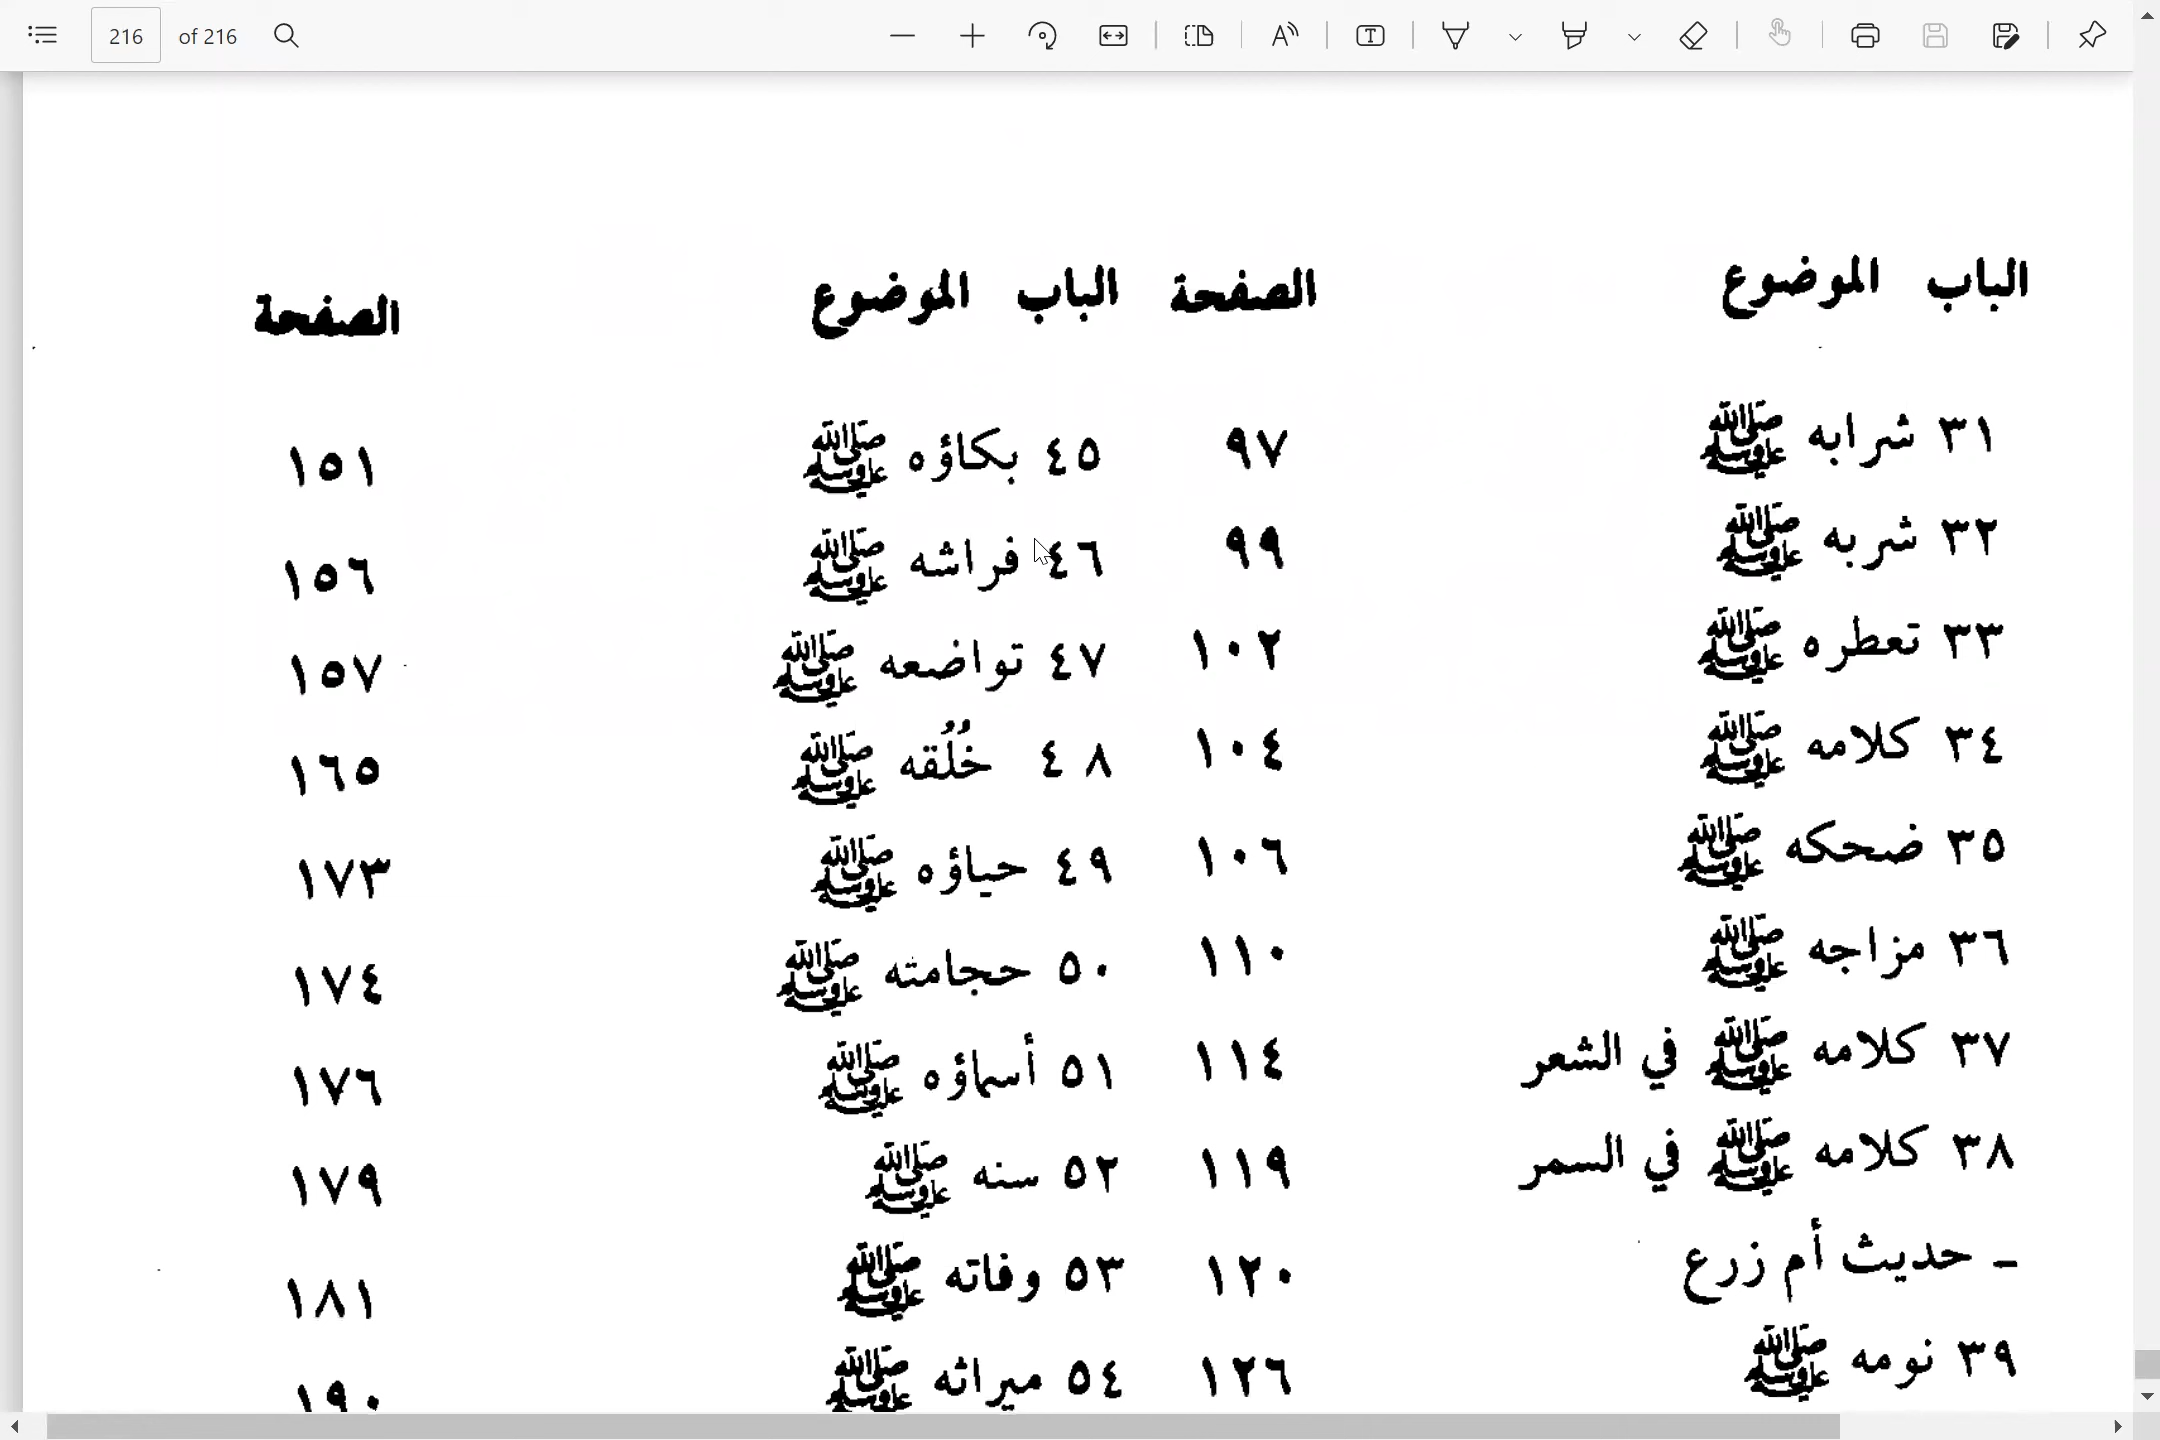 216 of 216
الباب الموضوع الصفحة الباب الموضوع الصفحة
٣١ شرابه ﷺ ٩٧ ٤٥ بكاؤه ﷺ ١٥١
٣٢ شربه ﷺ ٩٩ ٤٦ فراشه ﷺ ١٥٦
٣٣ تعطره ﷺ ١٠٢ ٤٧ تواضعه ﷺ ١٥٧
٣٤ كلامه ﷺ ١٠٤ ٤٨ خُلُقه ﷺ ١٦٥
٣٥ ضحكه ﷺ ١٠٦ ٤٩ حياؤه ﷺ ١٧٣
٣٦ مزاجه ﷺ ١١٠ ٥٠ حجامته ﷺ ١٧٤
٣٧ كلامه ﷺ في الشعر ١١٤ ٥١ أسماؤه ﷺ ١٧٦
٣٨ كلامه ﷺ في السمر ١١٩ ٥٢ سنه ﷺ ١٧٩
– حديث أم زرع ١٢٠ ٥٣ وفاته ﷺ ١٨١
٣٩ نومه ﷺ ١٢٦ ٥٤ ميراثه ﷺ ١٩٠